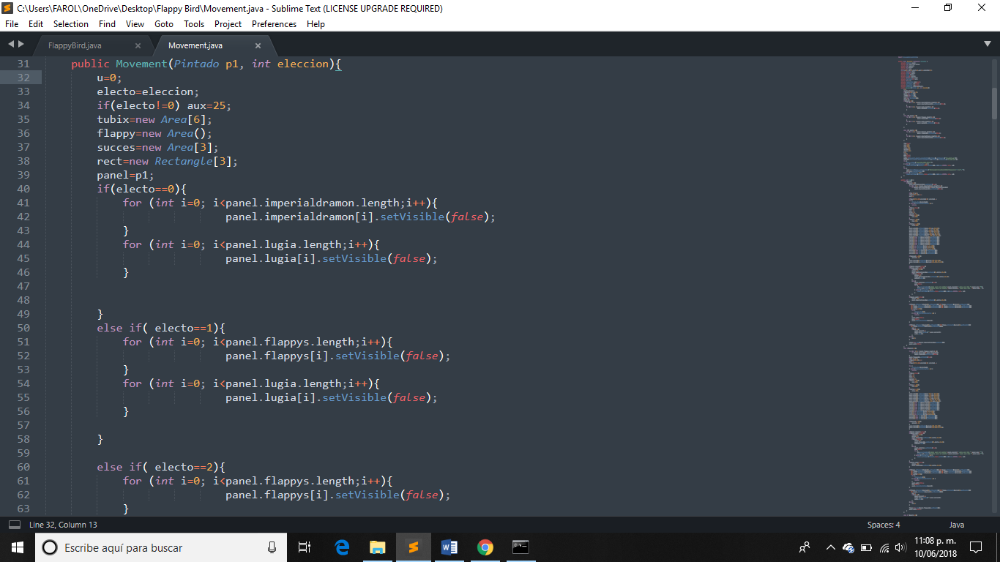 C:\Users\FAROL\OneDrive\Desktop\Flappy Bird\Movement.java - Sublime Text (LICENSE UPGRADE REQUIRED)
File Edit Selection Find View Goto Tools Project Preferences Help
FlappyBird.java Movement.java
31 public Movement(Pintado p1, int eleccion){
32 u=0;
33 electo=eleccion;
34 if(electo!=0) aux=25;
35 tubix=new Area[6];
36 flappy=new Area();
37 succes=new Area[3];
38 rect=new Rectangle[3];
39 panel=p1;
40 if(electo==0){
41 for (int i=0; i<panel.imperialdramon.length;i++){
42 panel.imperialdramon[i].setVisible(false);
43 }
44 for (int i=0; i<panel.lugia.length;i++){
45 panel.lugia[i].setVisible(false);
46 }
47
48
49 }
50 else if( electo==1){
51 for (int i=0; i<panel.flappys.length;i++){
52 panel.flappys[i].setVisible(false);
53 }
54 for (int i=0; i<panel.lugia.length;i++){
55 panel.lugia[i].setVisible(false);
56 }
57
58 }
59
60 else if( electo==2){
61 for (int i=0; i<panel.flappys.length;i++){
62 panel.flappys[i].setVisible(false);
63 }
Line 32, Column 13 Spaces: 4 Java
Escribe aquí para buscar
11:08 p. m.
10/06/2018